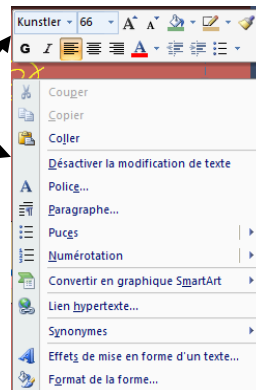 Kunstler 66 A A
G I A
Couper
Copier
Coller
Désactiver la modification de texte
A Police...
Paragraphe...
Puces
Numérotation
Convertir en graphique SmartArt
Lien hypertexte...
Synonymes
Effets de mise en forme d'un texte...
Format de la forme...